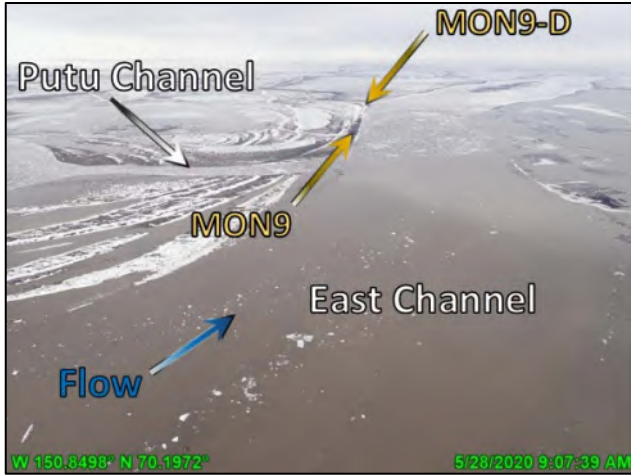 MON9-D
Putu Channel
MON9
East Channel
Flow
W 150.8498° N 70.1972°
5/28/2020 9:07:39 AM